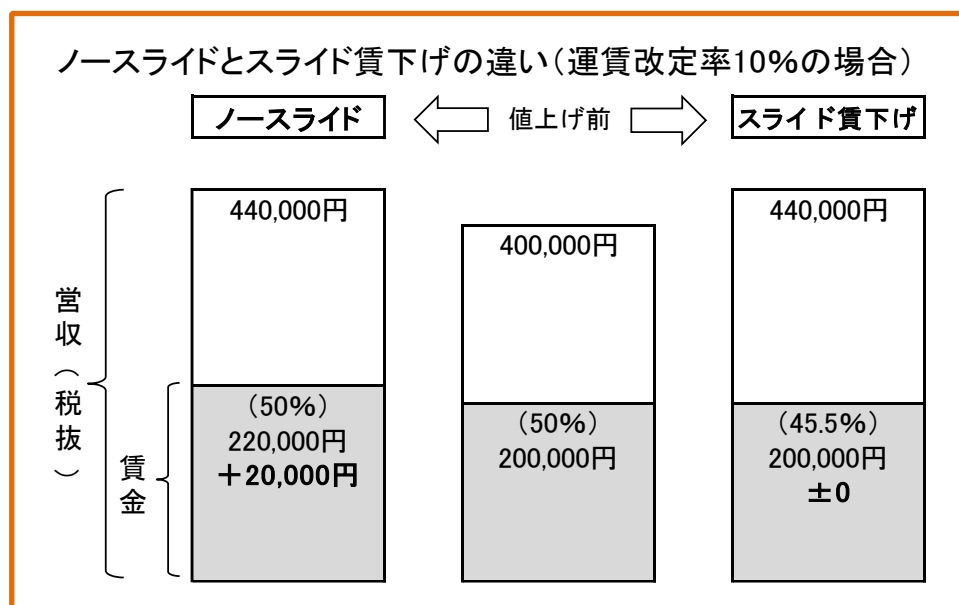 ノースライドとスライド賃下げの違い（運賃改定率10％の場合）
ノースライド
値上げ前
スライド賃下げ
営収（税抜）
賃金
440,000円
（50％）
220,000円
＋20,000円
400,000円
（50％）
200,000円
440,000円
（45.5％）
200,000円
±0